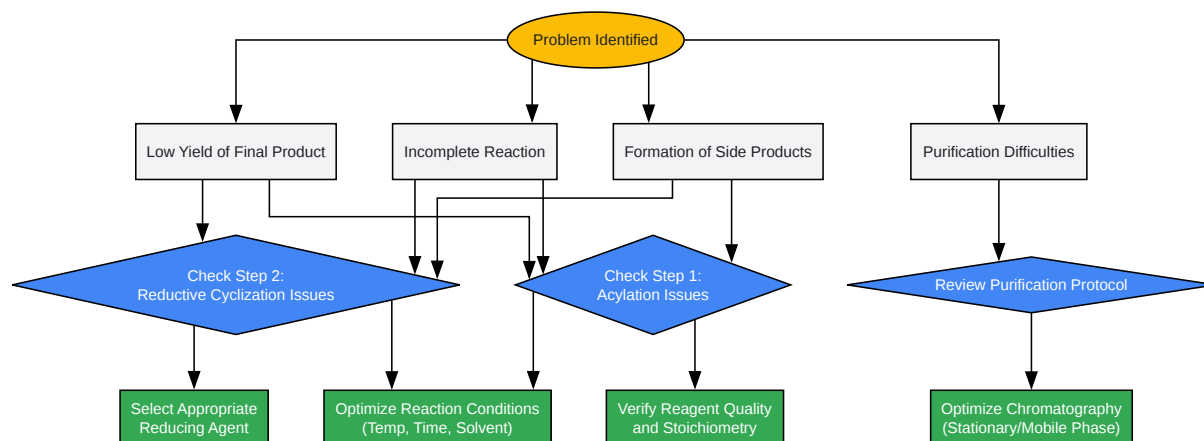 Problem Identified
Low Yield of Final Product
Incomplete Reaction
Formation of Side Products
Purification Difficulties
Check Step 2:
Reductive Cyclization Issues
Check Step 1:
Acylation Issues
Review Purification Protocol
Select Appropriate
Reducing Agent
Optimize Reaction Conditions
(Temp, Time, Solvent)
Verify Reagent Quality
and Stoichiometry
Optimize Chromatography
(Stationary/Mobile Phase)